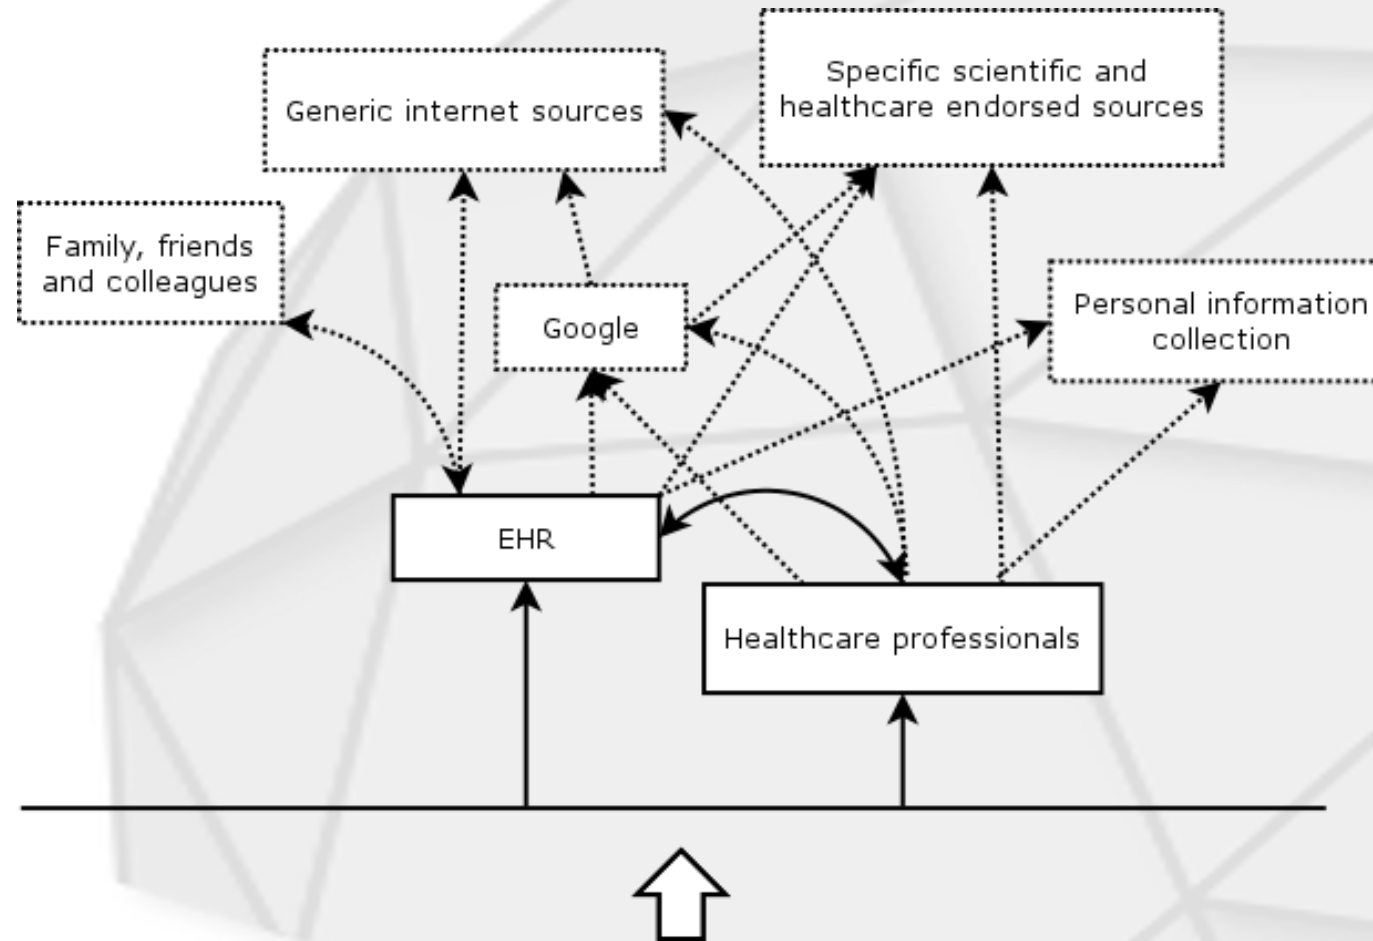 Specific scientific and
healthcare endorsed sources
Generic internet sources
Family, friends
and colleagues
Google
Personal information
collection
EHR
Healthcare professionals